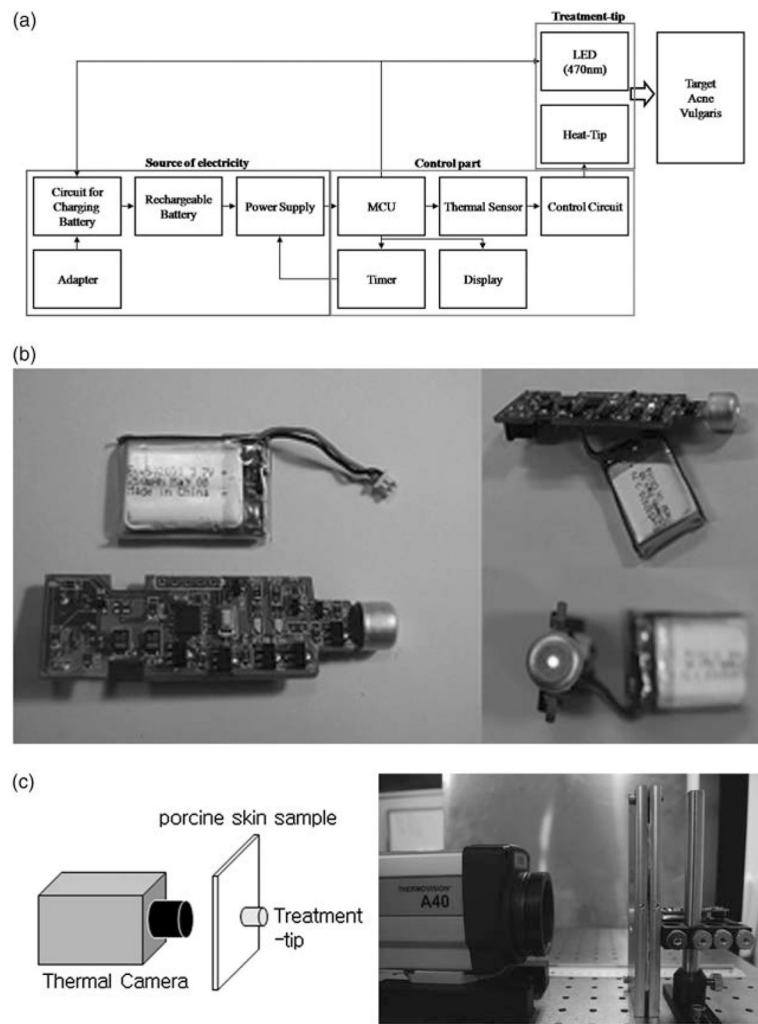 (a)
Treatment-tip
LED
(470nm)
Target
Acne
Vulgaris
Heat-Tip
Source of electricity
Control part
Circuit for
Charging
Battery
Rechargeable
Battery
Power Supply
MCU
Thermal Sensor
Control Circuit
Adapter
Timer
Display
(b)
3.7V
Made in China
(c)
porcine skin sample
Treatment
-tip
Thermal Camera
THERMOVISION
A40